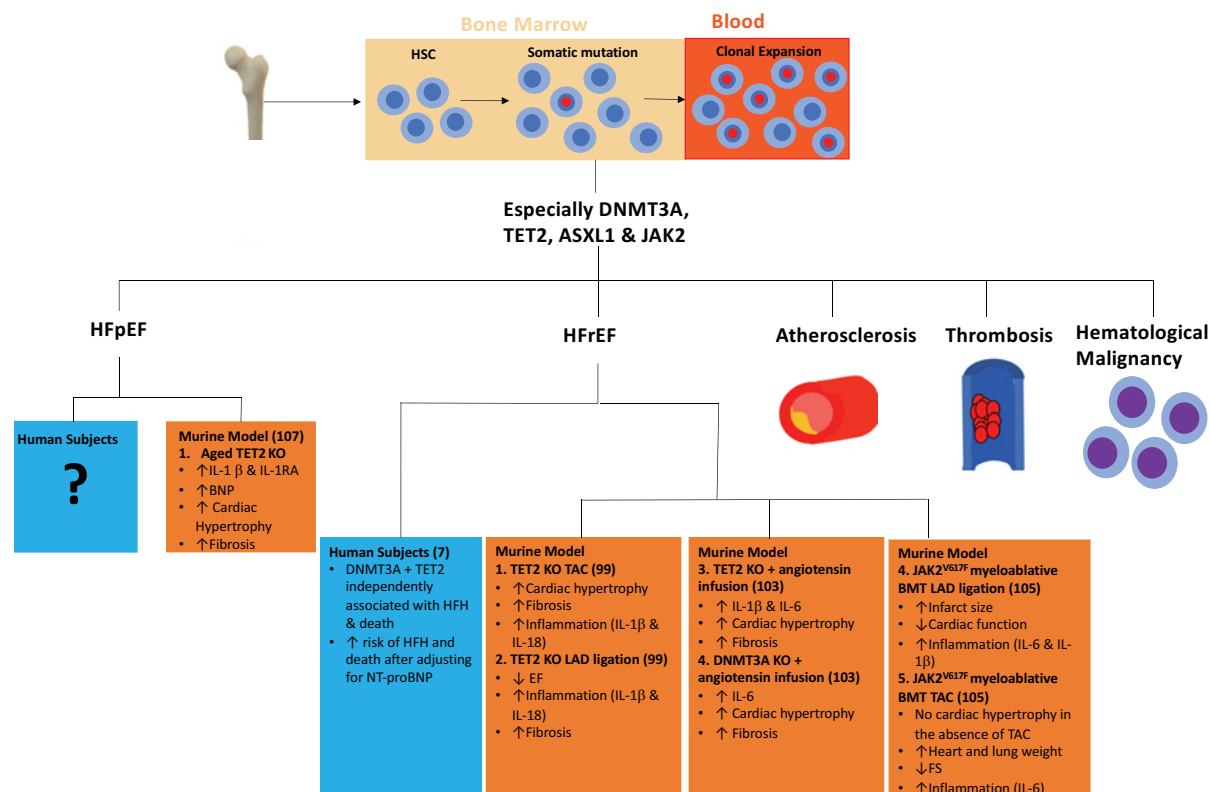 Bone Marrow
Blood
HSC
Somatic mutation
Clonal Expansion
Especially DNMT3A,
TET2, ASXL1 & JAK2
HFpEF
HFrEF
Atherosclerosis
Thrombosis
Hematological
Malignancy
Human Subjects
?
Murine Model (107)
1. Aged TET2 KO
• ↑IL-1 β & IL-1RA
• ↑BNP
• ↑ Cardiac
Hypertrophy
• ↑Fibrosis
Human Subjects (7)
• DNMT3A + TET2
independently
associated with HFH
& death
• ↑ risk of HFH and
death after adjusting
for NT-proBNP
Murine Model
1. TET2 KO TAC (99)
• ↑Cardiac hypertrophy
• ↑Fibrosis
• ↑Inflammation (IL-1β &
IL-18)
2. TET2 KO LAD ligation (99)
• ↓ EF
• ↑Inflammation (IL-1β &
IL-18)
• ↑Fibrosis
Murine Model
3. TET2 KO + angiotensin
infusion (103)
• ↑ IL-1β & IL-6
• ↑ Cardiac hypertrophy
• ↑ Fibrosis
4. DNMT3A KO +
angiotensin infusion (103)
• ↑ IL-6
• ↑ Cardiac hypertrophy
• ↑ Fibrosis
Murine Model
4. JAK2V617F myeloablative
BMT LAD ligation (105)
• ↑Infarct size
• ↓Cardiac function
• ↑Inflammation (IL-6 & IL-
1β)
5. JAK2V617F myeloablative
BMT TAC (105)
• No cardiac hypertrophy in
the absence of TAC
• ↑Heart and lung weight
• ↓FS
• ↑Inflammation (IL-6)